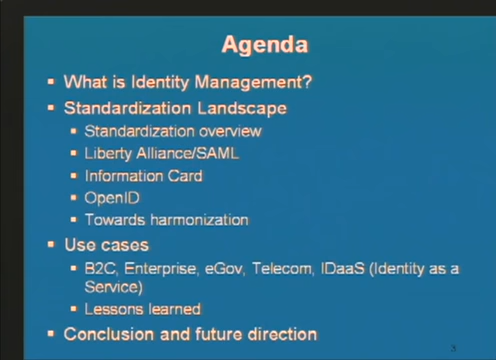 Agenda
What is Identity Management?
Standardization Landscape
Standardization overview
Liberty Alliance/SAML
Information Card
OpenID
Towards harmonization
Use cases
B2C, Enterprise, eGov, Telecom, IDaaS (Identity as a
Service)
Lessons learned
Conclusion and future direction
3